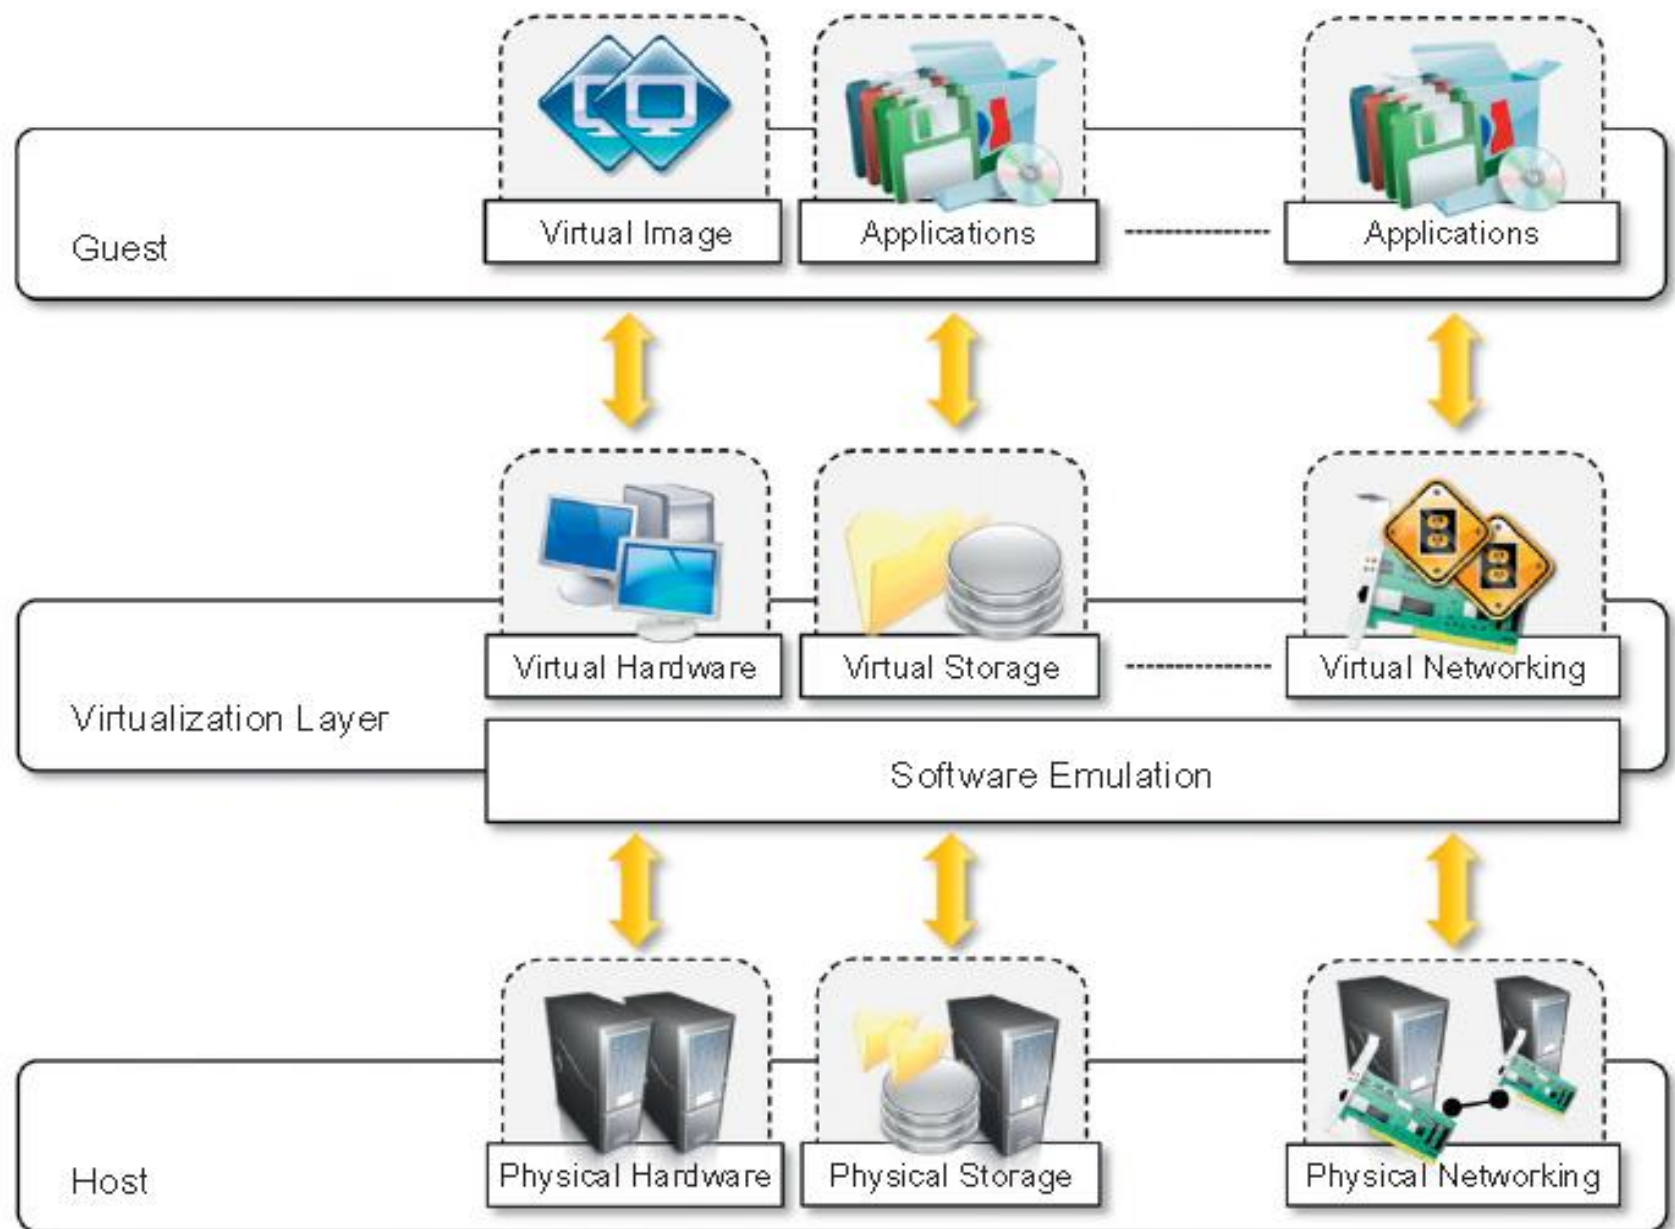 Virtual Image
Applications
Applications
Guest
Virtual Hardware
Virtual Storage
Virtual Networking
Virtualization Layer
Software Emulation
Physical Hardware
Physical Storage
Physical Networking
Host